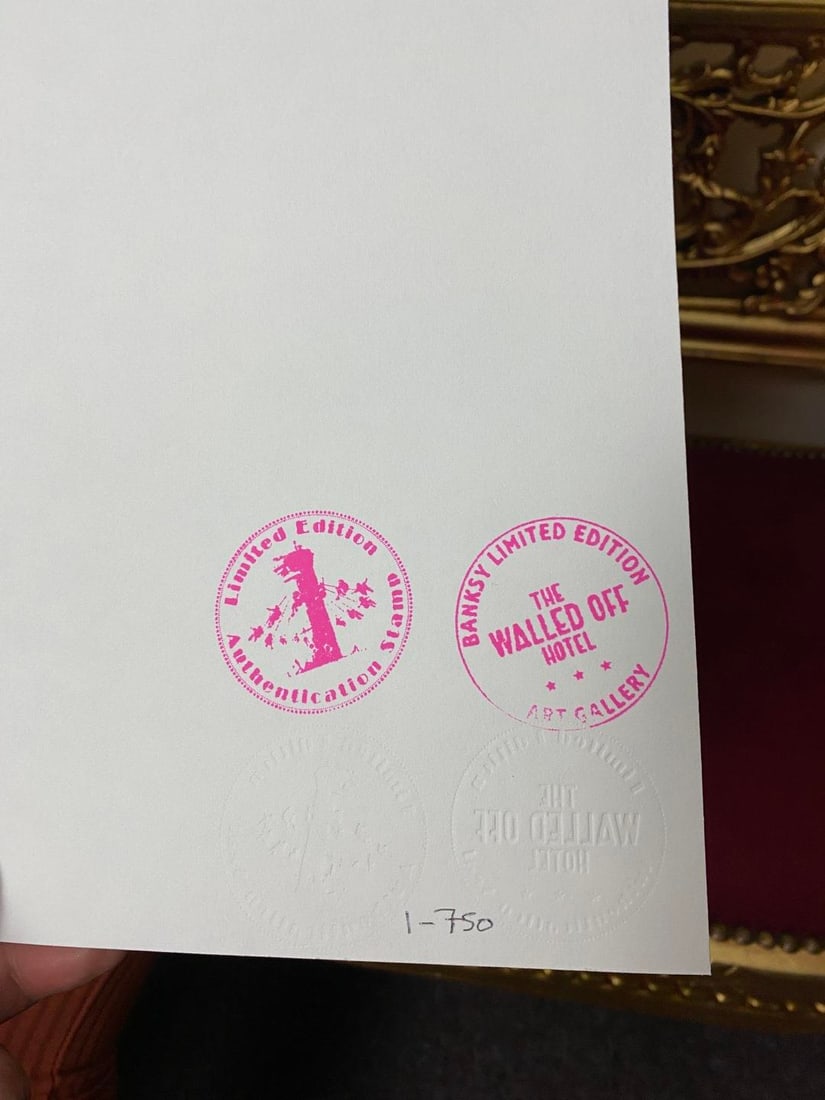 Limited Edition
Authentication Stamp
BANKSY LIMITED EDITION
THE
WALLED OFF
HOTEL
ART GALLERY
THE
WALLED OFF
HOTEL
1-750